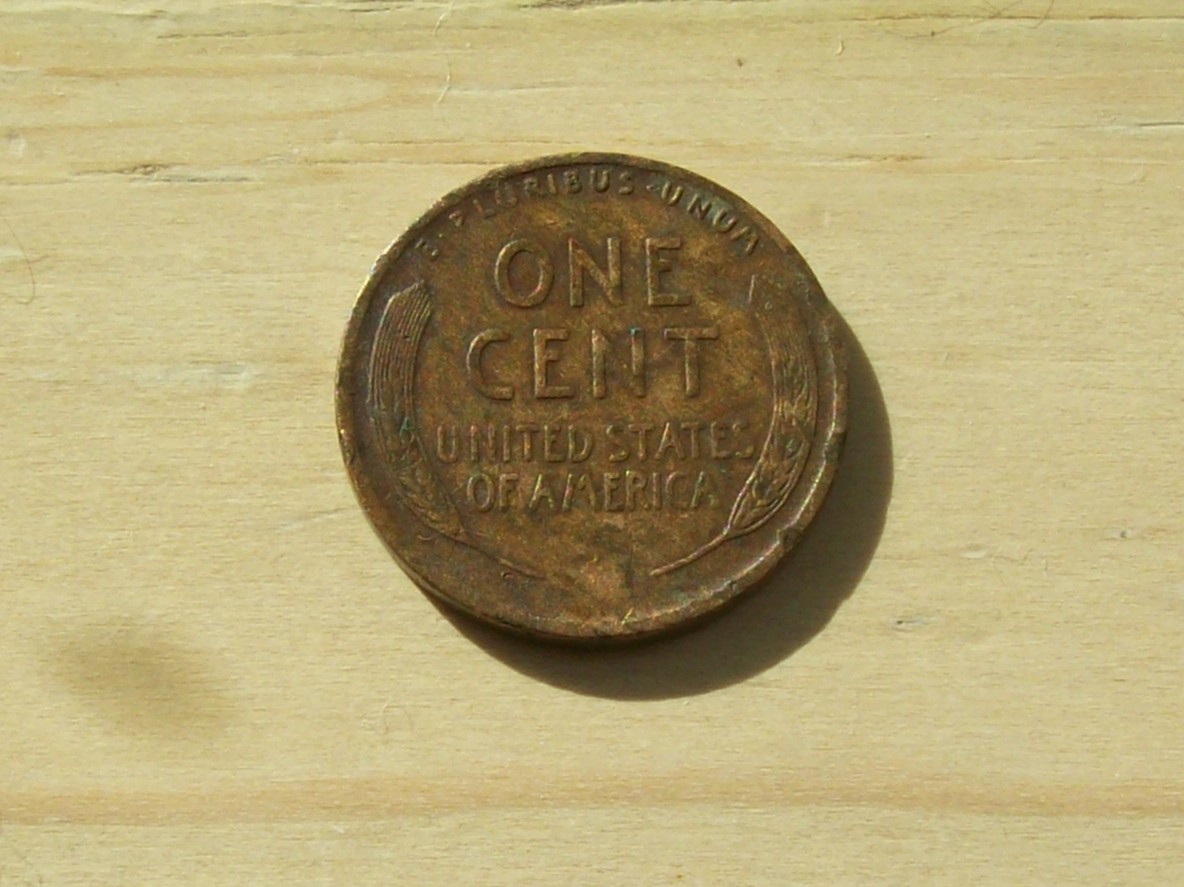 E·PLURIBUS·UNUM
ONE
CENT
UNITED STATES
OF AMERICA